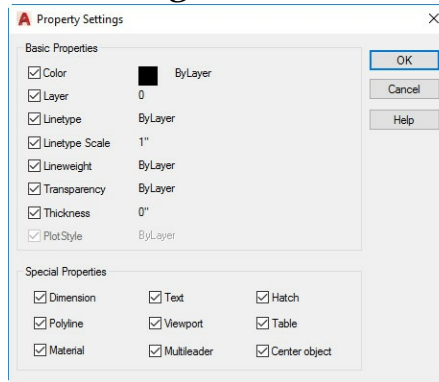 Property Settings
Basic Properties
Color ByLayer
Layer 0
Linetype ByLayer
Linetype Scale 1"
Lineweight ByLayer
Transparency ByLayer
Thickness 0"
PlotStyle ByLayer
OK
Cancel
Help
Special Properties
Dimension Text Hatch
Polyline Viewport Table
Material Multileader Center object